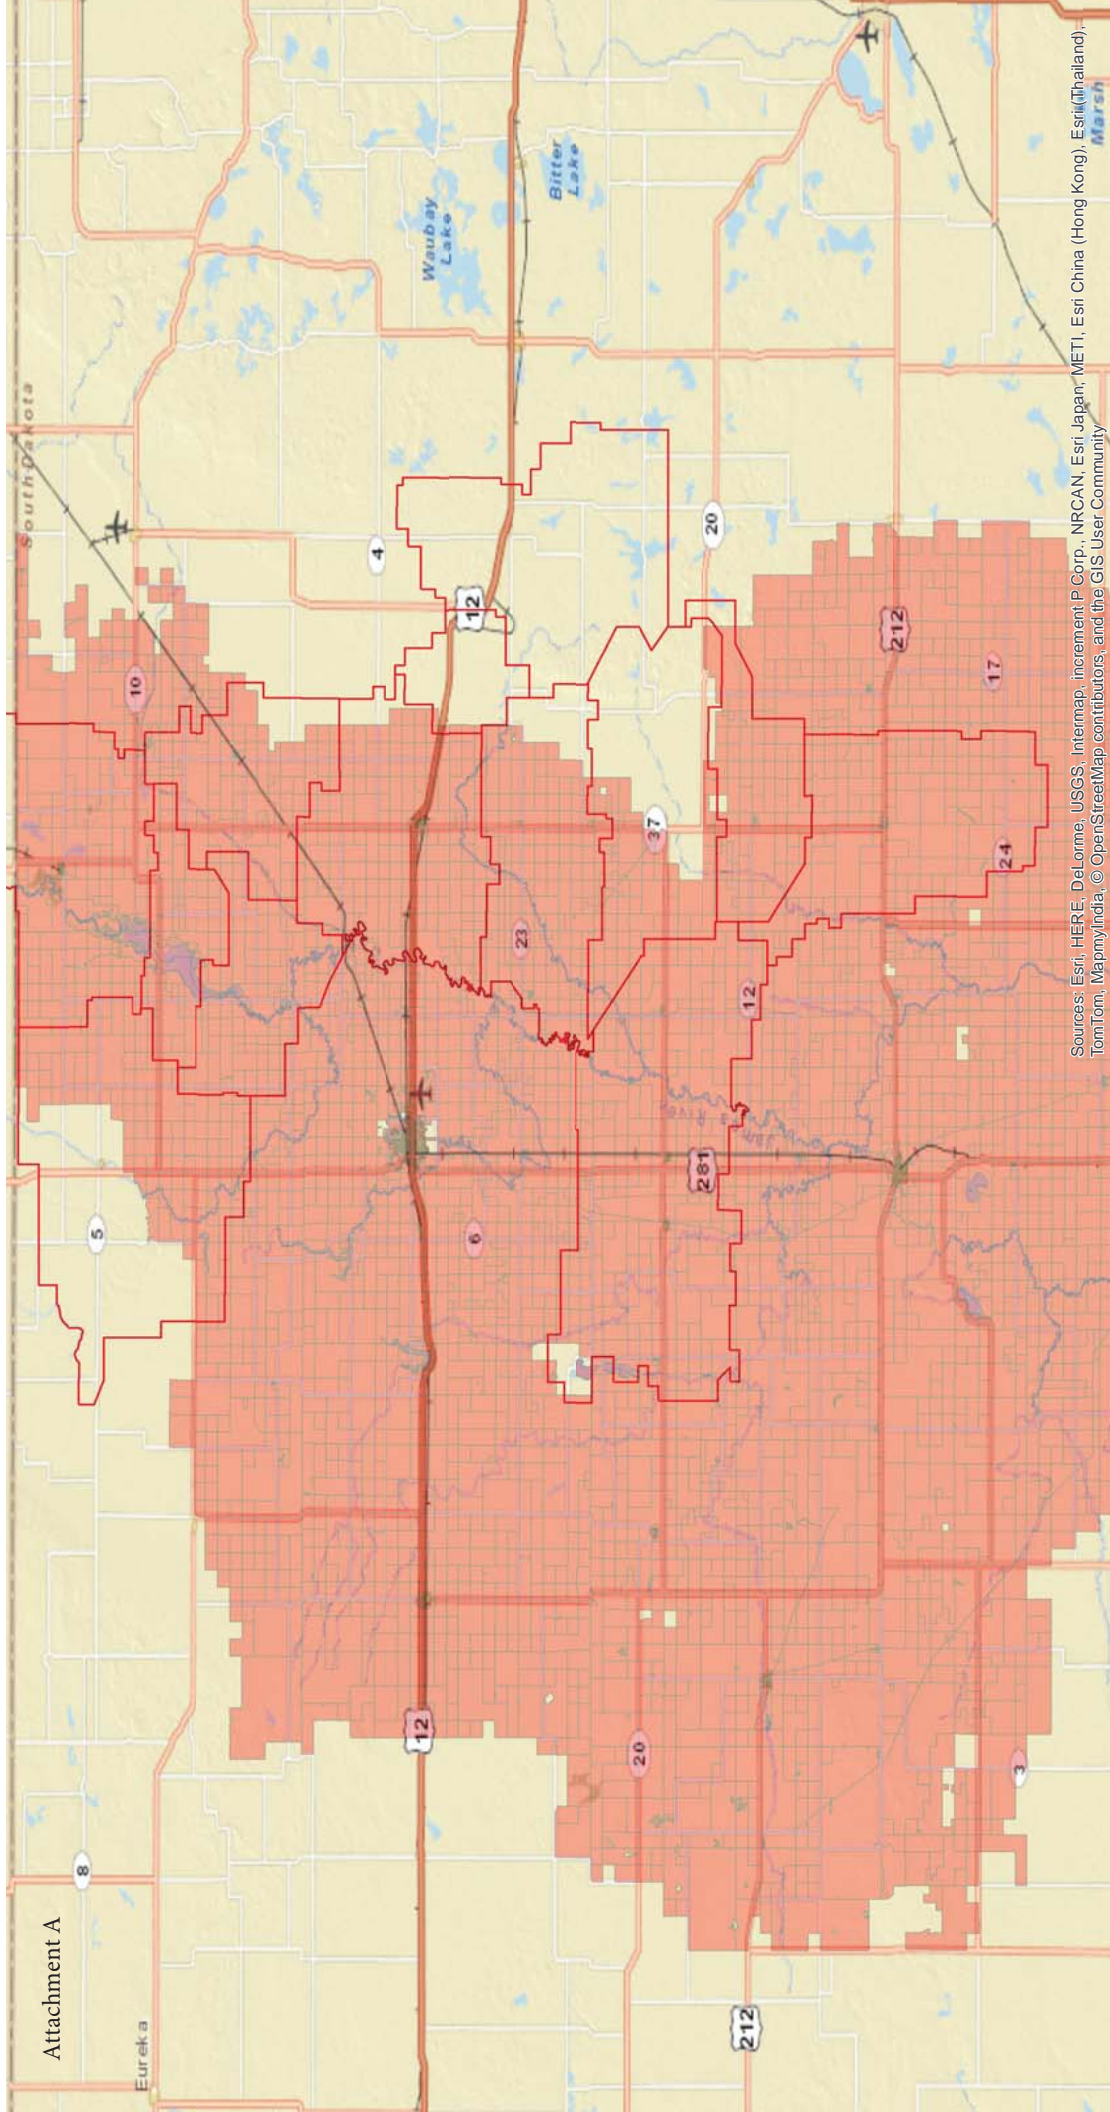 Attachment A
South Dakota
Eureka
8
5
10
4
12
Waubay
Lake
Bitter
Lake
12
6
23
37
20
20
281
12
James River
212
212
17
24
3
Marsh
Sources: Esri, HERE, DeLorme, USGS, Intermap, increment P Corp., NRCAN, Esri Japan, METI, Esri China (Hong Kong), Esri (Thailand),
TomTom, MapmyIndia, © OpenStreetMap contributors, and the GIS User Community